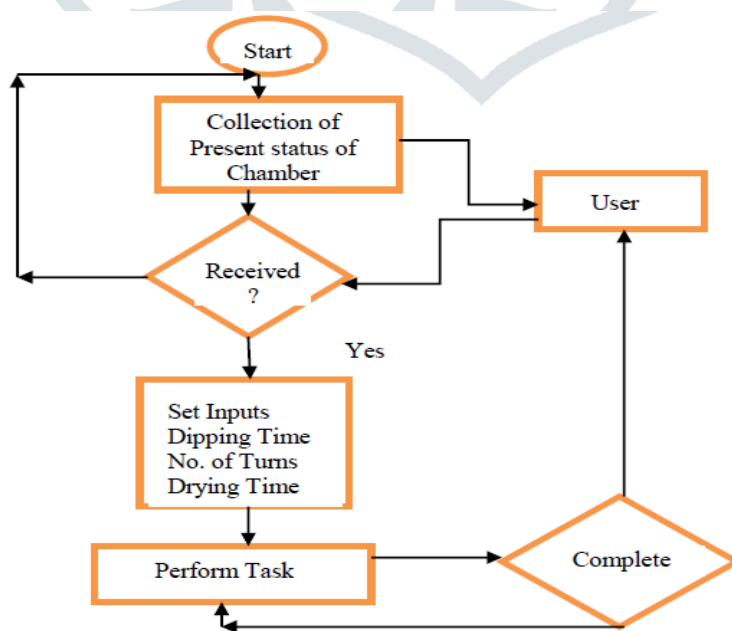 Start
Collection of
Present status of
Chamber
User
Received
?
Yes
Set Inputs
Dipping Time
No. of Turns
Drying Time
Perform Task
Complete